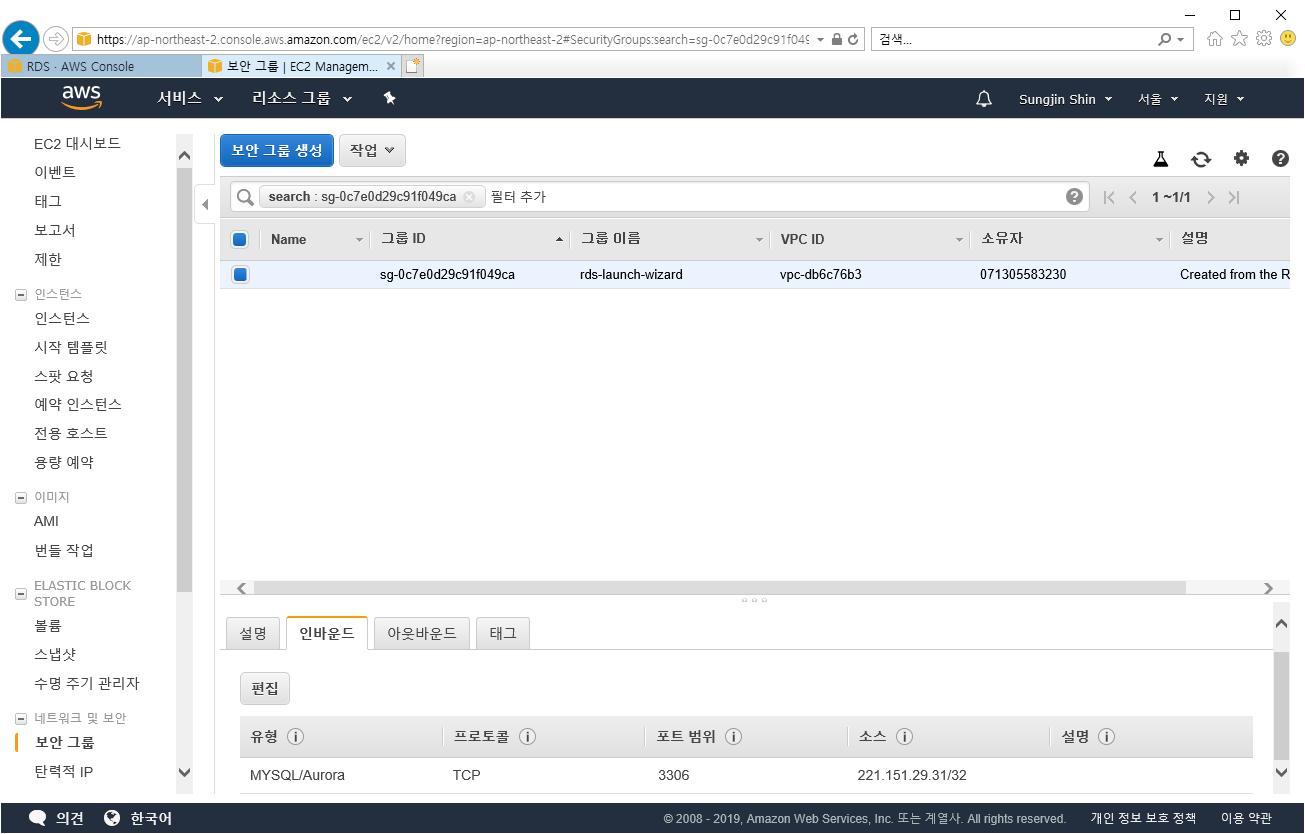 https://ap-northeast-2.console.aws.amazon.com/ec2/v2/home?region=ap-northeast-2#SecurityGroups:search=sg-0c7e0d29c91f049
검색...
RDS · AWS Console
보안 그룹 | EC2 Managem...
aws
서비스
리소스 그룹
Sungjin Shin
서울
지원
EC2 대시보드
이벤트
태그
보고서
제한
인스턴스
인스턴스
시작 템플릿
스팟 요청
예약 인스턴스
전용 호스트
용량 예약
이미지
AMI
번들 작업
ELASTIC BLOCK
STORE
볼륨
스냅샷
수명 주기 관리자
네트워크 및 보안
보안 그룹
탄력적 IP
보안 그룹 생성
작업
search : sg-0c7e0d29c91f049ca
필터 추가
1 ~1/1
Name
그룹 ID
그룹 이름
VPC ID
소유자
설명
sg-0c7e0d29c91f049ca
rds-launch-wizard
vpc-db6c76b3
071305583230
Created from the R
설명
인바운드
아웃바운드
태그
편집
유형
프로토콜
포트 범위
소스
설명
MYSQL/Aurora
TCP
3306
221.151.29.31/32
의견
한국어
© 2008 - 2019, Amazon Web Services, Inc. 또는 계열사. All rights reserved.
개인 정보 보호 정책
이용 약관